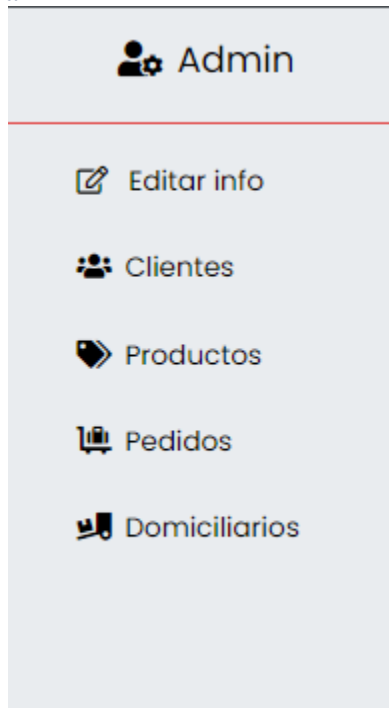 Admin
Editar info
Clientes
Productos
Pedidos
Domiciliarios